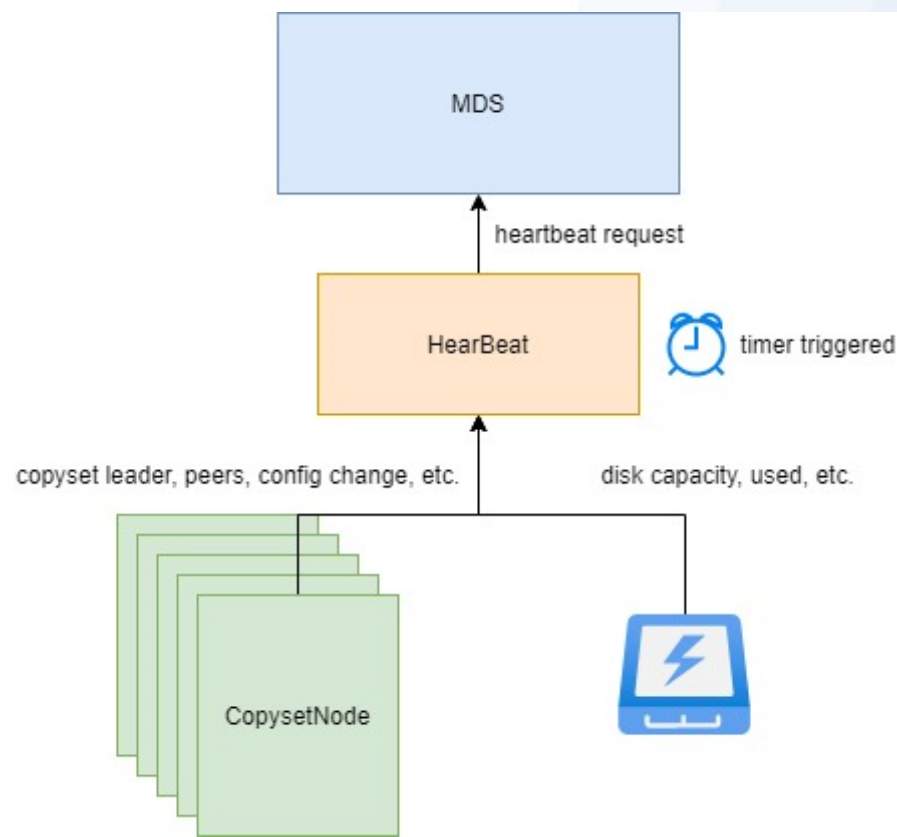 MDS
heartbeat request
HearBeat
timer triggered
copyset leader, peers, config change, etc.
disk capacity, used, etc.
CopysetNode